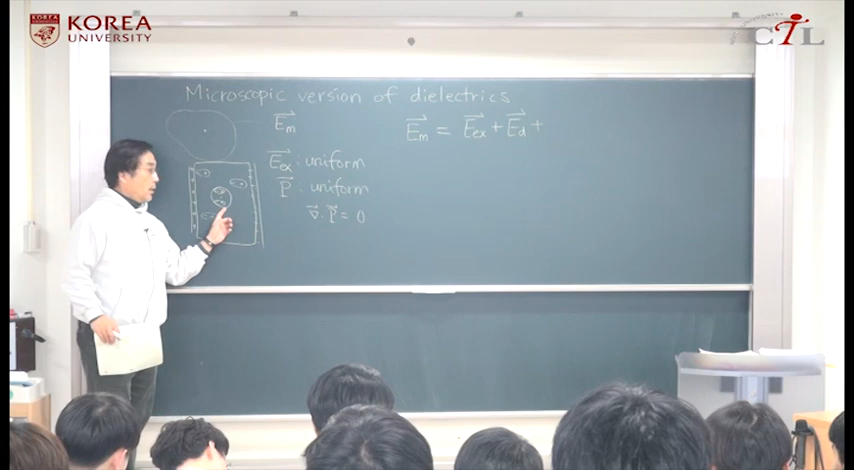 KOREA
UNIVERSITY
CTL
Microscopic version of dielectrics
E⃗m
E⃗m = E⃗ex + E⃗d +
E⃗ex : uniform
P⃗ : uniform
∇⃗ · P⃗ = 0